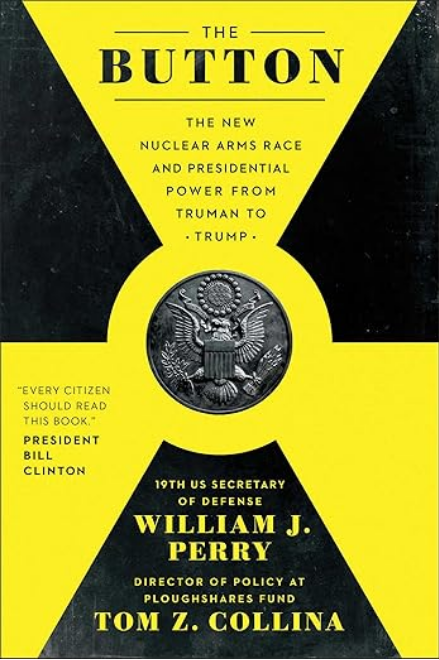 THE
BUTTON
THE NEW
NUCLEAR ARMS RACE
AND PRESIDENTIAL
POWER FROM
TRUMAN TO
· TRUMP ·
"EVERY CITIZEN
SHOULD READ
THIS BOOK."
PRESIDENT
BILL
CLINTON
19TH US SECRETARY
OF DEFENSE
WILLIAM J.
PERRY
DIRECTOR OF POLICY AT
PLOUGHSHARES FUND
TOM Z. COLLINA